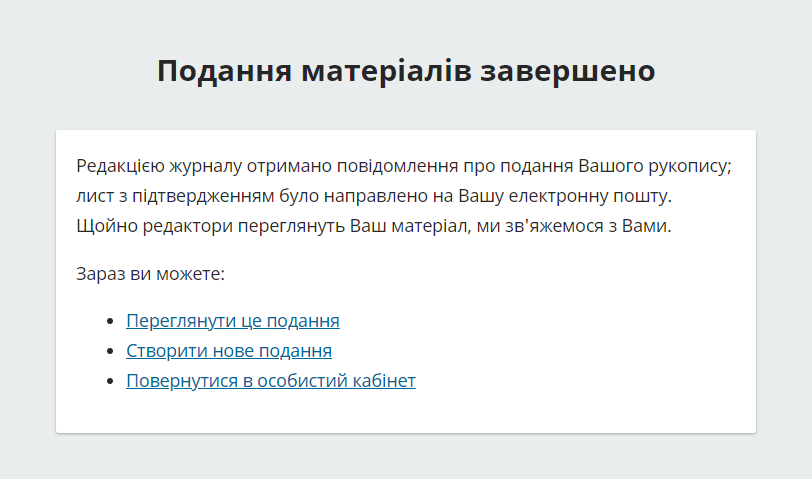 Подання матеріалів завершено
Редакцією журналу отримано повідомлення про подання Вашого рукопису;
лист з підтвердженням було направлено на Вашу електронну пошту.
Щойно редактори переглянуть Ваш матеріал, ми зв'яжемося з Вами.
Зараз ви можете:
• Переглянути це подання
• Створити нове подання
• Повернутися в особистий кабінет